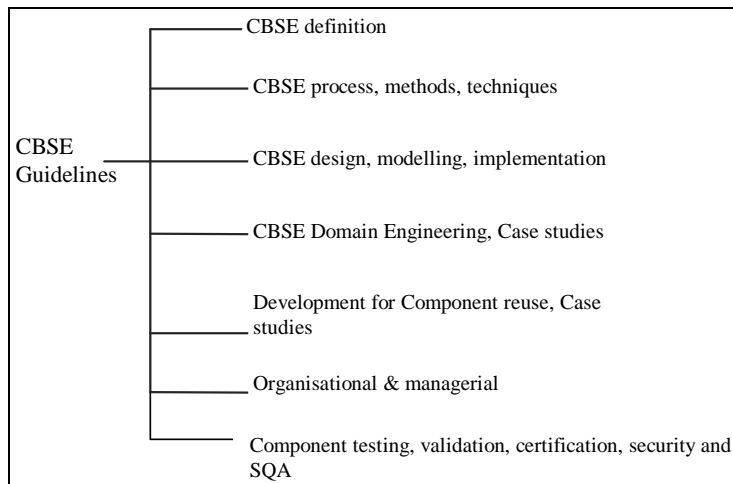 CBSE definition
CBSE process, methods, techniques
CBSE
Guidelines
CBSE design, modelling, implementation
CBSE Domain Engineering, Case studies
Development for Component reuse, Case
studies
Organisational & managerial
Component testing, validation, certification, security and
SQA